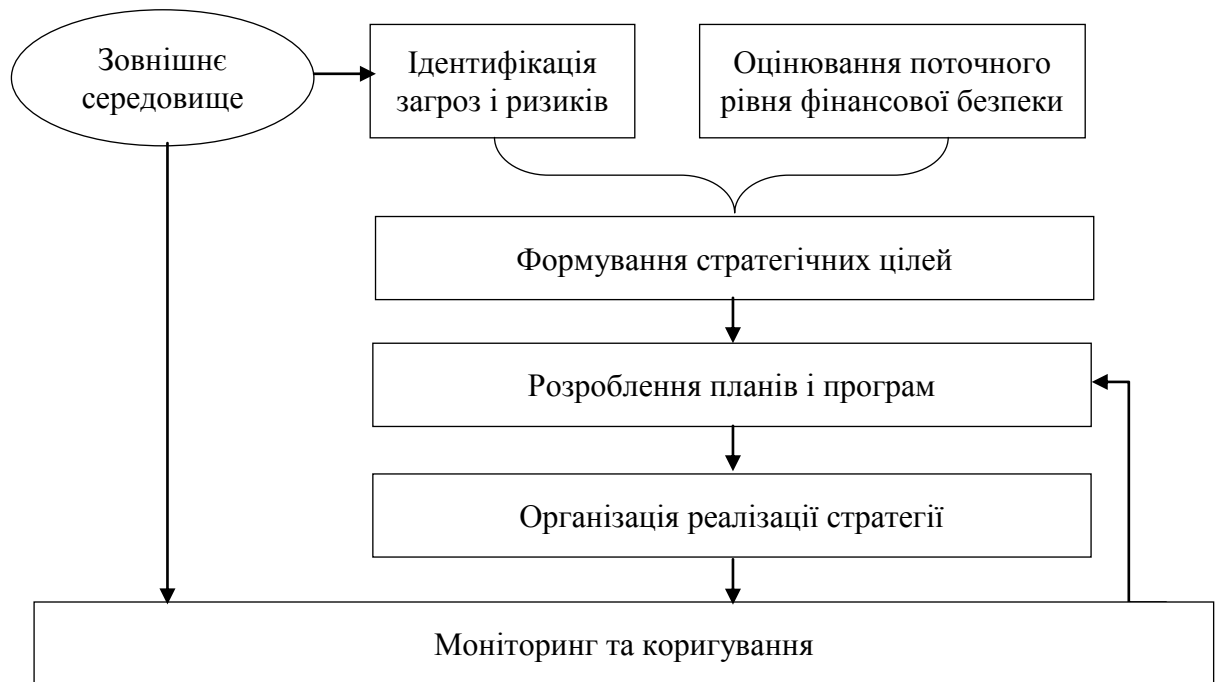 Зовнішнє
середовище
Ідентифікація
загроз і ризиків
Оцінювання поточного
рівня фінансової безпеки
Формування стратегічних цілей
Розроблення планів і програм
Організація реалізації стратегії
Моніторинг та коригування